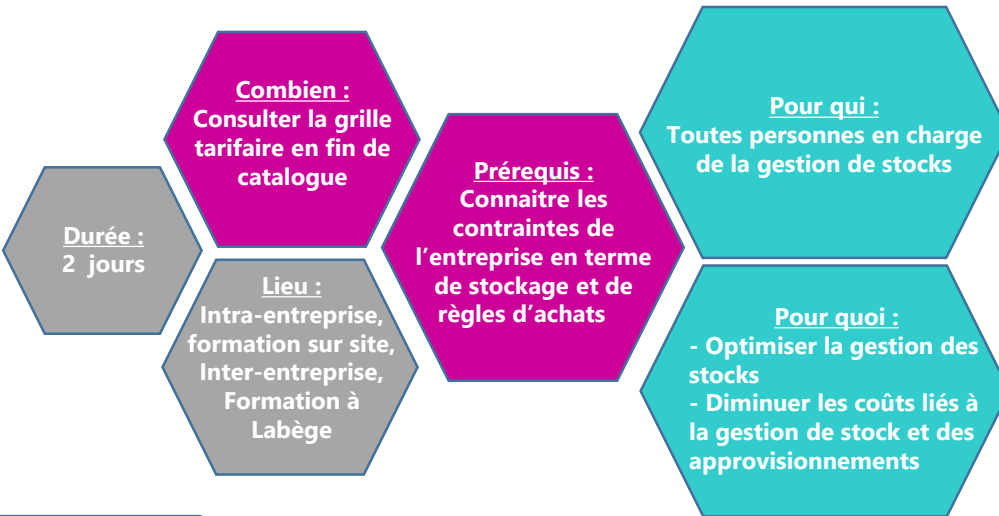 Durée :
2 jours
Combien :
Consulter la grille
tarifaire en fin de
catalogue
Lieu :
Intra-entreprise,
formation sur site,
Inter-entreprise,
Formation à
Labège
Prérequis :
Connaitre les
contraintes de
l'entreprise en terme
de stockage et de
règles d'achats
Pour qui :
Toutes personnes en charge
de la gestion de stocks
Pour quoi :
- Optimiser la gestion des
stocks
- Diminuer les coûts liés à
la gestion de stock et des
approvisionnements